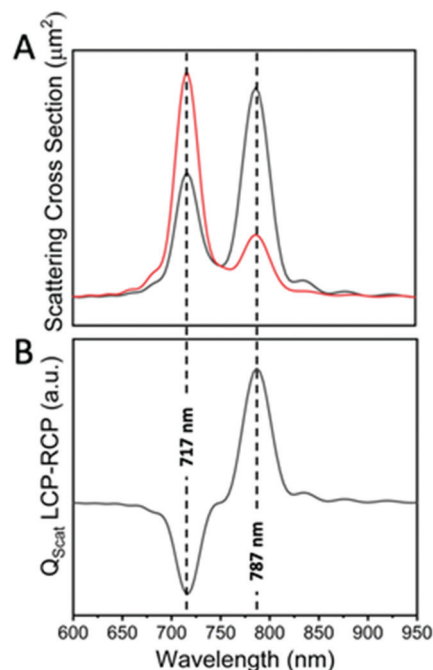 A
Scattering Cross Section (μm²)
B
Q_Scat LCP-RCP (a.u.)
717 nm
787 nm
600 650 700 750 800 850 900 950
Wavelength (nm)